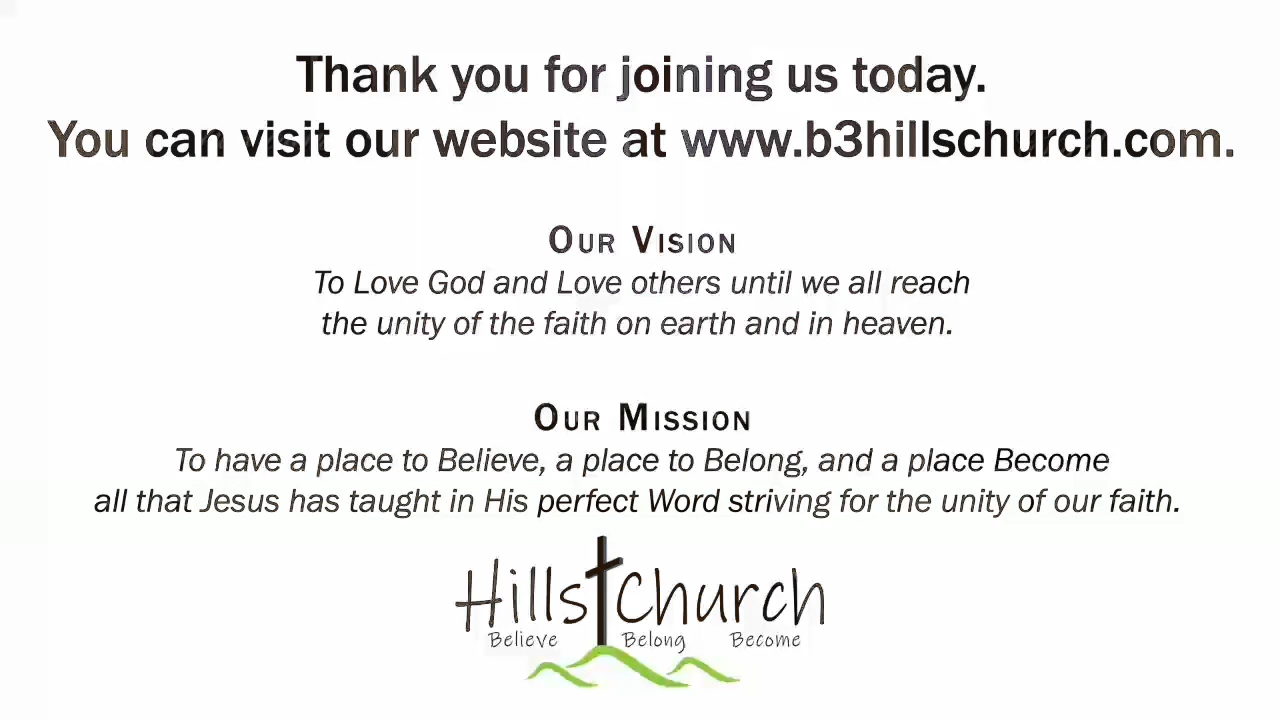 Thank you for joining us today.
You can visit our website at www.b3hillschurch.com.
OUR VISION
To Love God and Love others until we all reach
the unity of the faith on earth and in heaven.
OUR MISSION
To have a place to Believe, a place to Belong, and a place Become
all that Jesus has taught in His perfect Word striving for the unity of our faith.
Hills Church
Believe Belong Become